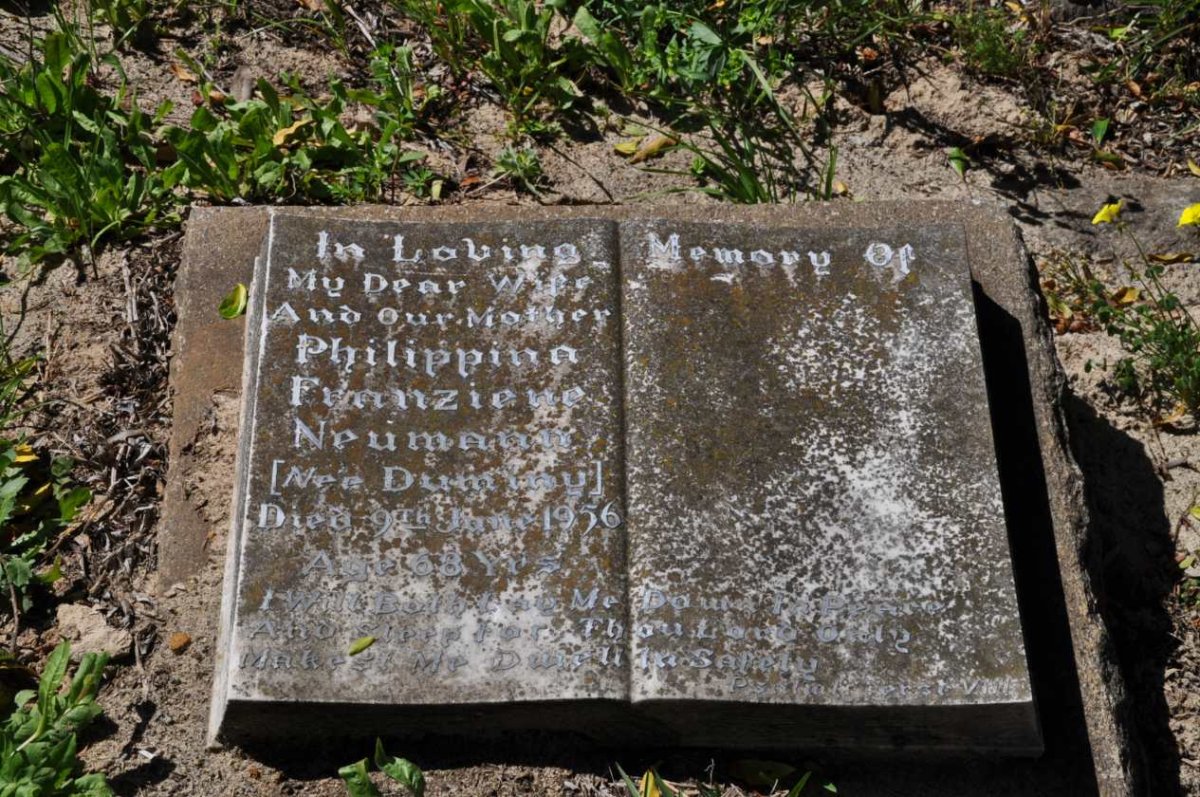 In Loving Memory Of
My Dear Wife
And Our Mother
Philippina
Franziene
Neumann
[Nee Duminy]
Died 9th June 1956
Age 68 Yrs
I Will Both Lay Me Down In Peace
And Sleep For Thou Lord Only
Makest Me Dwell In Safety